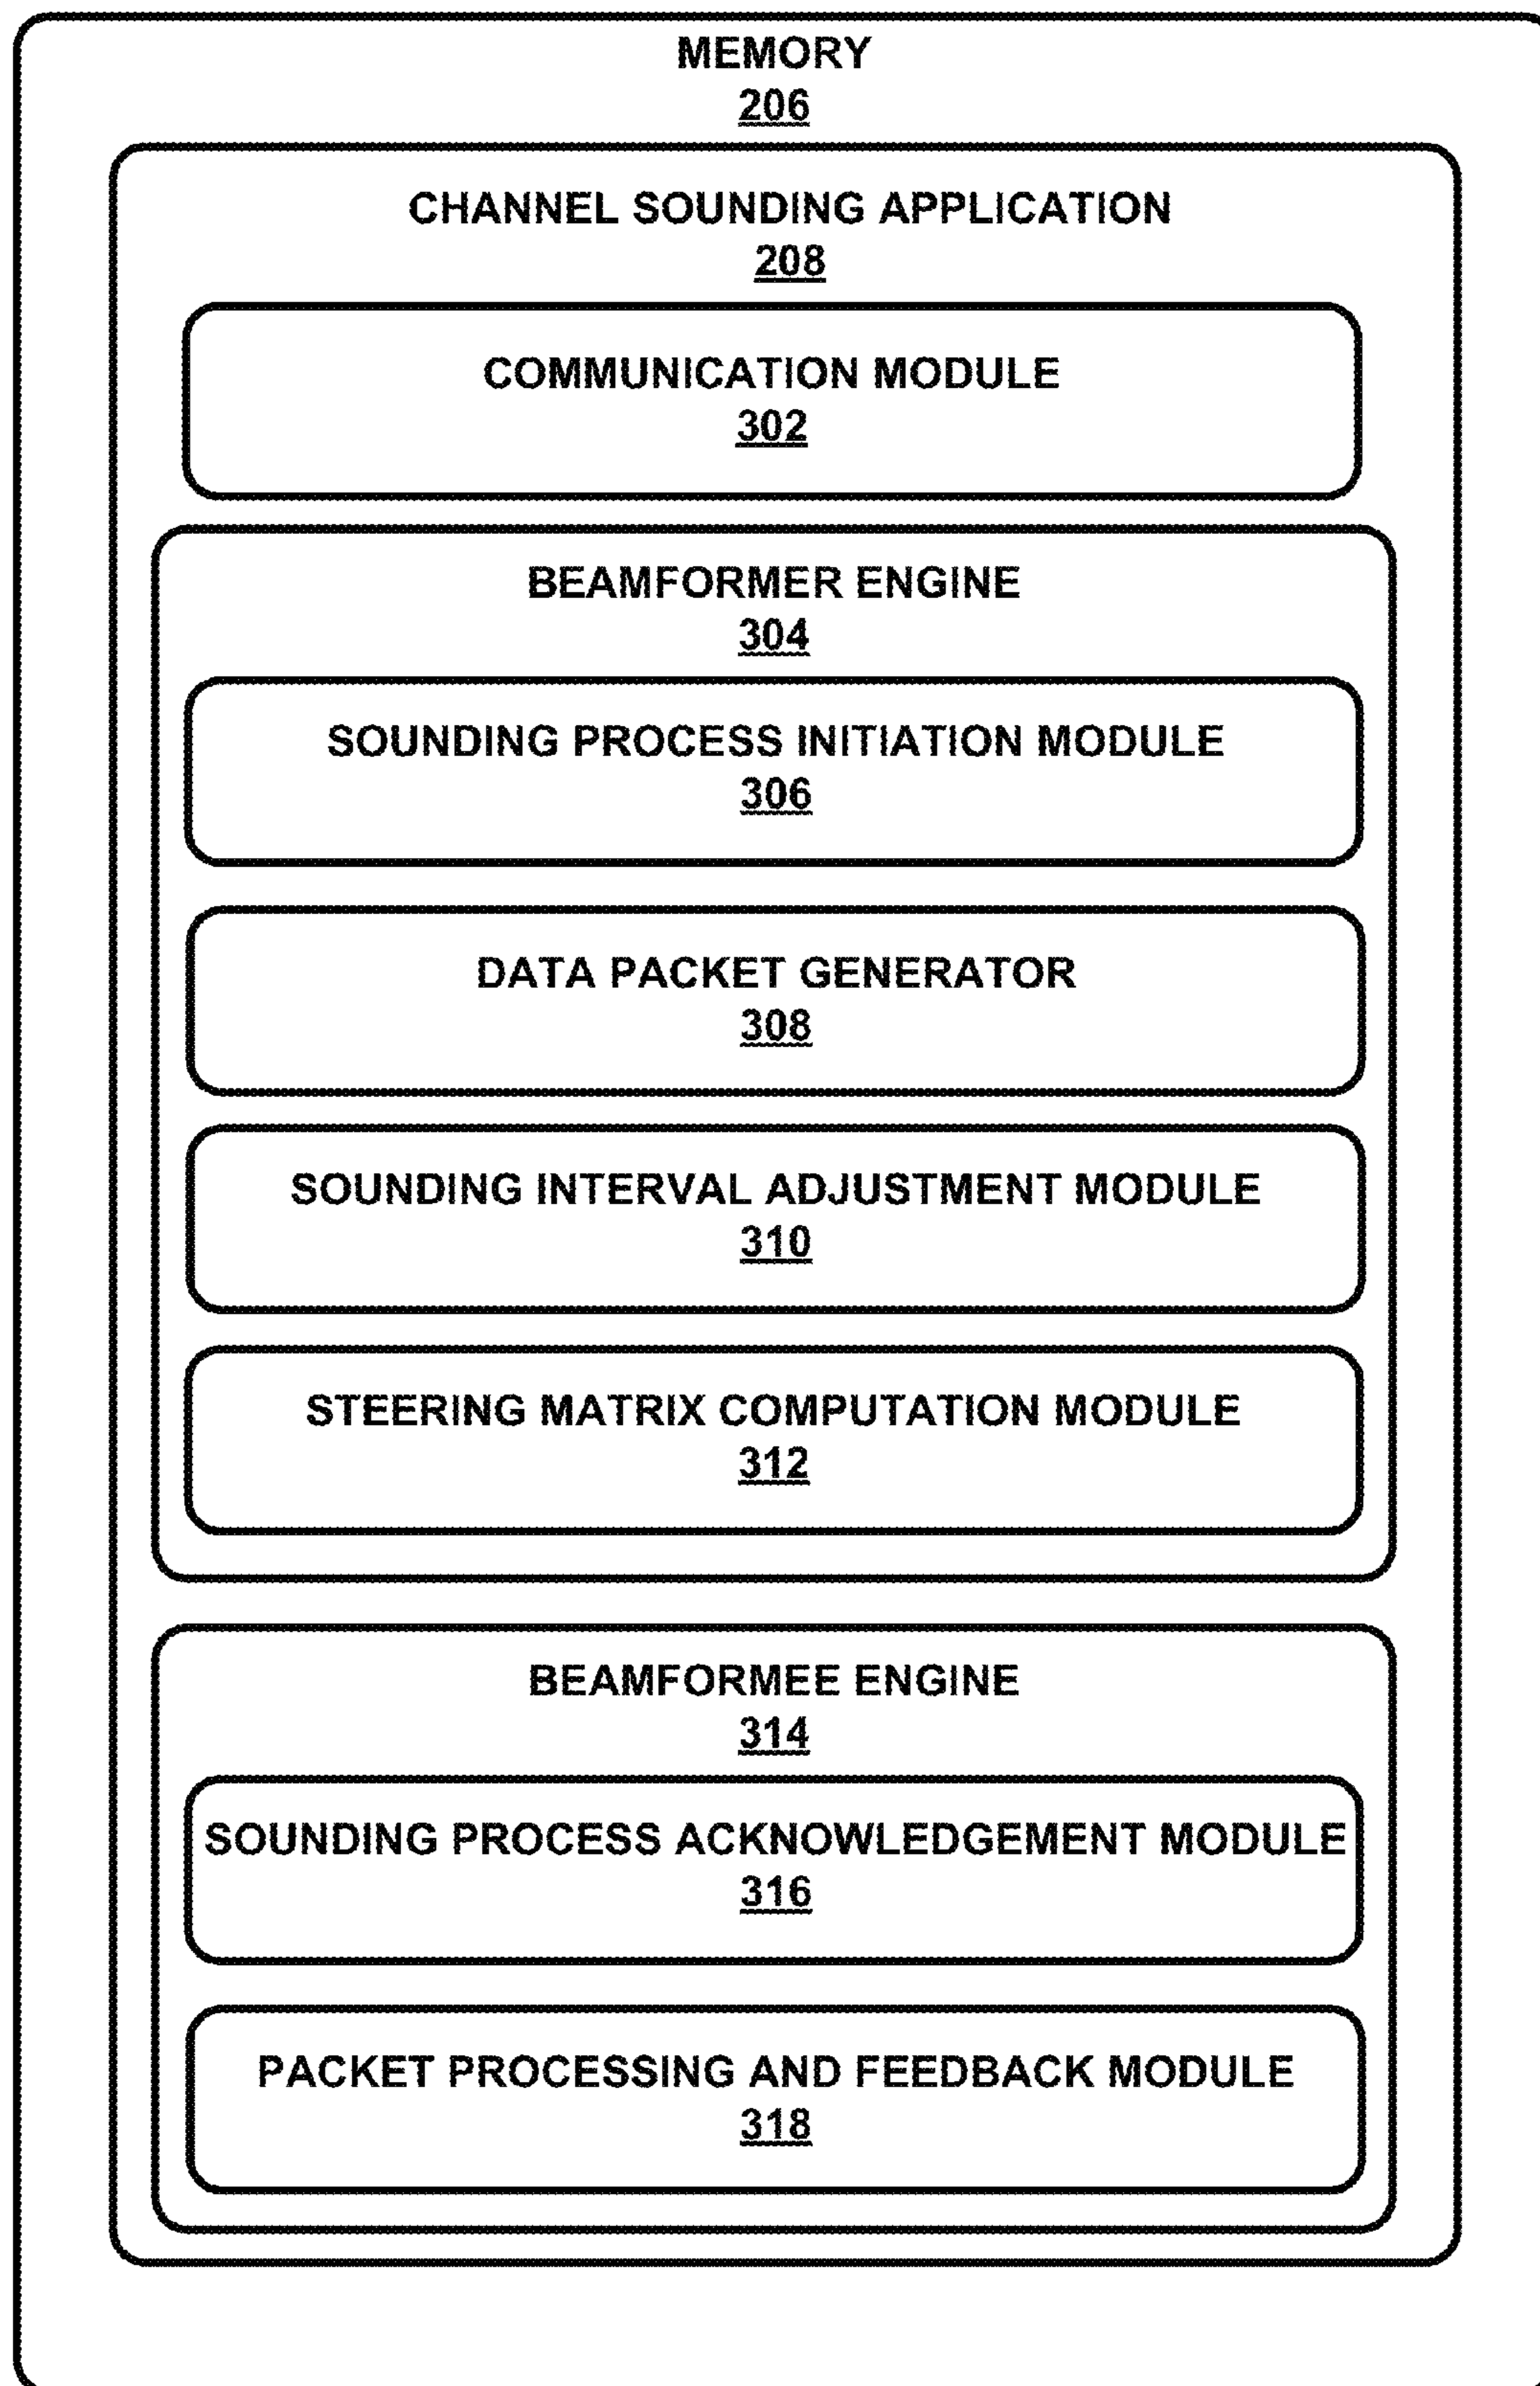 MEMORY
206
CHANNEL SOUNDING APPLICATION
208
COMMUNICATION MODULE
302
BEAMFORMER ENGINE
304
SOUNDING PROCESS INITIATION MODULE
306
DATA PACKET GENERATOR
308
SOUNDING INTERVAL ADJUSTMENT MODULE
310
STEERING MATRIX COMPUTATION MODULE
312
BEAMFORMEE ENGINE
314
SOUNDING PROCESS ACKNOWLEDGEMENT MODULE
316
PACKET PROCESSING AND FEEDBACK MODULE
318